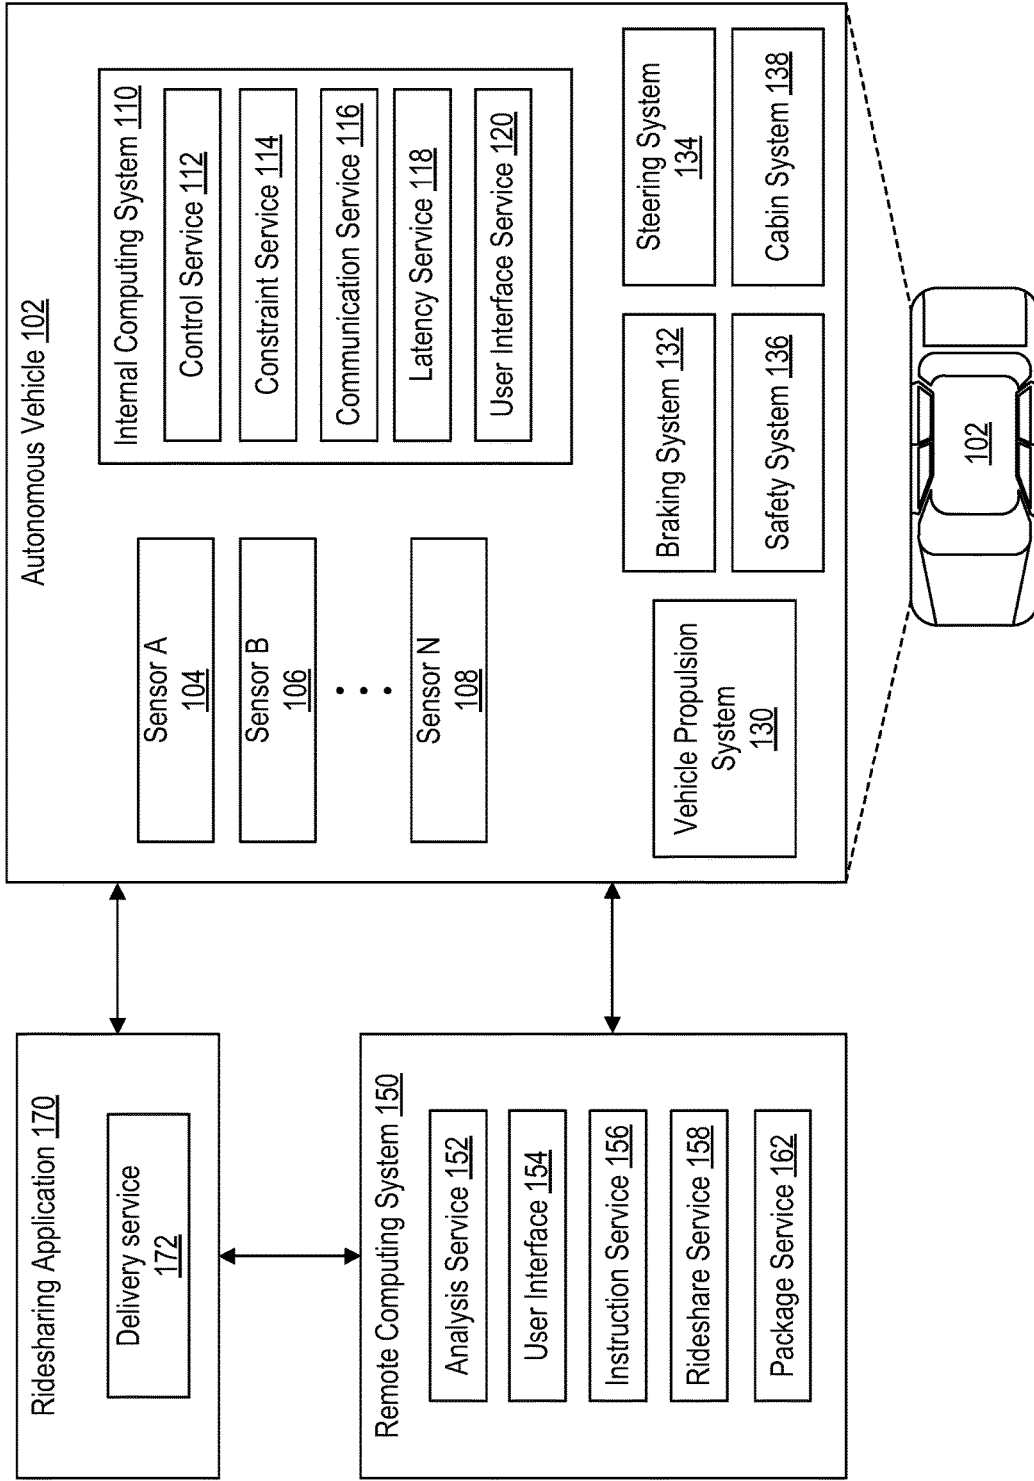 Autonomous Vehicle 102
Sensor A
104
Sensor B
106
Sensor N
108
Internal Computing System 110
Control Service 112
Constraint Service 114
Communication Service 116
Latency Service 118
User Interface Service 120
Vehicle Propulsion
System
130
Braking System 132
Steering System
134
Safety System 136
Cabin System 138
102
Ridesharing Application 170
Delivery service
172
Remote Computing System 150
Analysis Service 152
User Interface 154
Instruction Service 156
Rideshare Service 158
Package Service 162